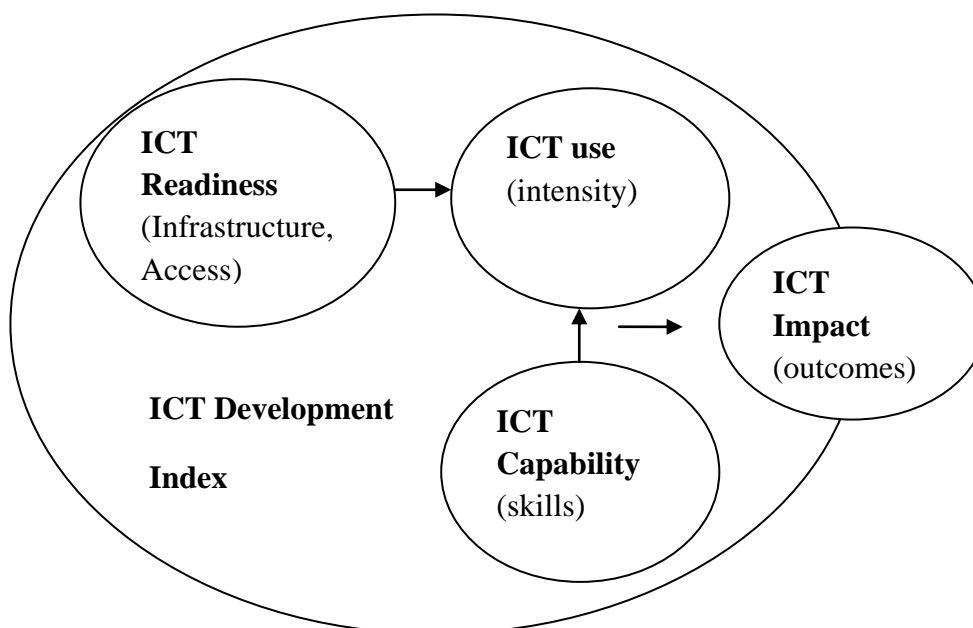 ICT
Readiness
(Infrastructure,
Access)
ICT use
(intensity)
ICT
Impact
(outcomes)
ICT Development
Index
ICT
Capability
(skills)